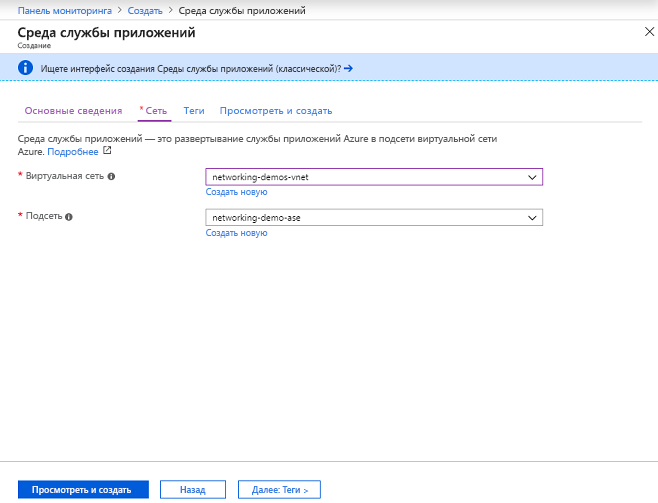 Панель мониторинга > Создать > Среда службы приложений
Среда службы приложений
Создание
Ищете интерфейс создания Среды службы приложений (классической)? →
Основные сведения * Сеть Теги Просмотреть и создать
Среда службы приложений — это развертывание службы приложений Azure в подсети виртуальной сети
Azure. Подробнее
* Виртуальная сеть networking-demos-vnet
Создать новую
* Подсеть networking-demo-ase
Создать новую
Просмотреть и создать Назад Далее: Теги >